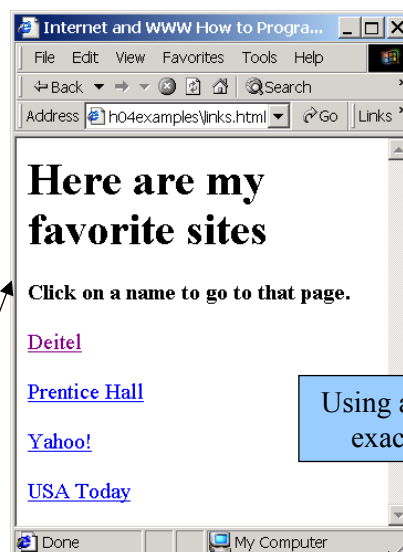 Internet and WWW How to Progra...
File Edit View Favorites Tools Help
Back Search
Address h04examples\links.html Go Links
Here are my
favorite sites
Click on a name to go to that page.
Deitel
Prentice Hall
Using a
exac
Yahoo!
USA Today
Done My Computer